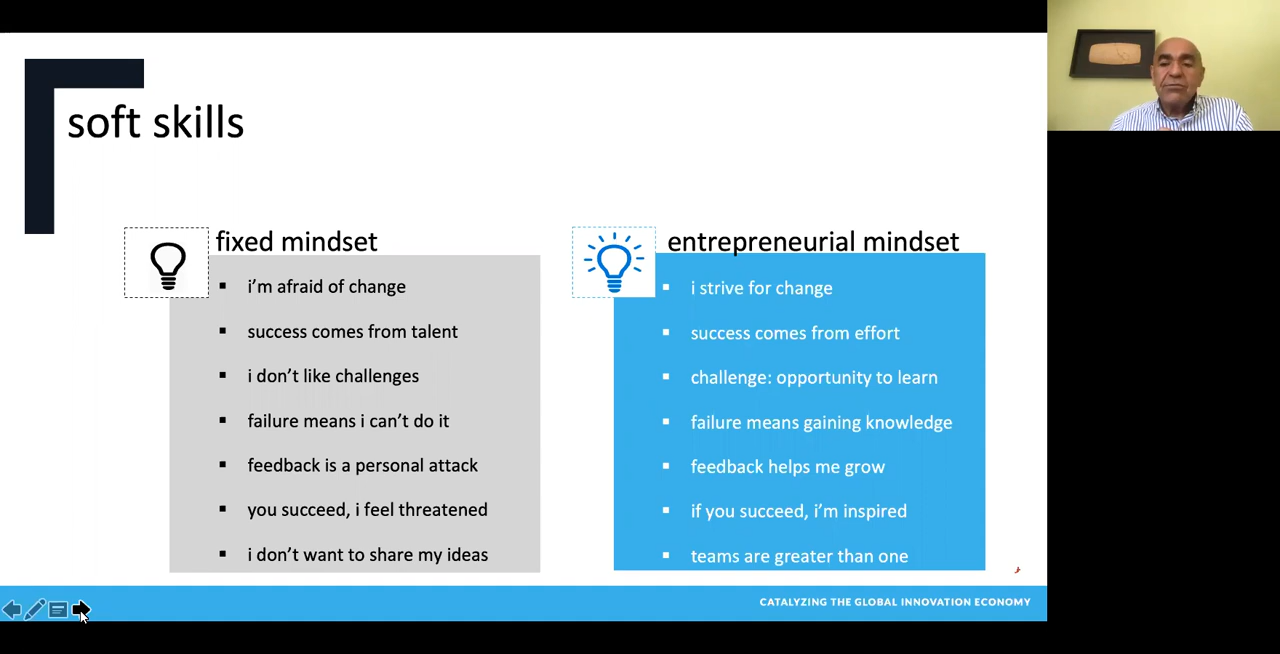 soft skills
fixed mindset
▪ i’m afraid of change
▪ success comes from talent
▪ i don’t like challenges
▪ failure means i can’t do it
▪ feedback is a personal attack
▪ you succeed, i feel threatened
▪ i don’t want to share my ideas
entrepreneurial mindset
▪ i strive for change
▪ success comes from effort
▪ challenge: opportunity to learn
▪ failure means gaining knowledge
▪ feedback helps me grow
▪ if you succeed, i’m inspired
▪ teams are greater than one
CATALYZING THE GLOBAL INNOVATION ECONOMY